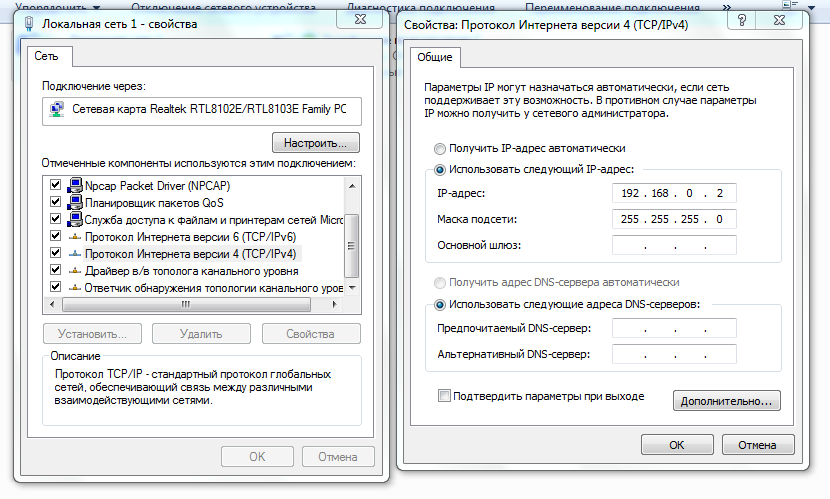 Упорядочить
Отключение сетевого устройства
Диагностика подключения
Переименование подключения
»
Локальная сеть 1 - свойства
Сеть
Подключение через:
Сетевая карта Realtek RTL8102E/RTL8103E Family PC
Настроить...
Отмеченные компоненты используются этим подключением:
Npcap Packet Driver (NPCAP)
Планировщик пакетов QoS
Служба доступа к файлам и принтерам сетей Micro
Протокол Интернета версии 6 (TCP/IPv6)
Протокол Интернета версии 4 (TCP/IPv4)
Драйвер в/в тополога канального уровня
Ответчик обнаружения топологии канального уров
Установить...
Удалить
Свойства
Описание
Протокол TCP/IP - стандартный протокол глобальных
сетей, обеспечивающий связь между различными
взаимодействующими сетями.
OK
Отмена
Свойства: Протокол Интернета версии 4 (TCP/IPv4)
Общие
Параметры IP могут назначаться автоматически, если сеть
поддерживает эту возможность. В противном случае параметры
IP можно получить у сетевого администратора.
Получить IP-адрес автоматически
Использовать следующий IP-адрес:
IP-адрес:
192 . 168 . 0 . 2
Маска подсети:
255 . 255 . 255 . 0
Основной шлюз:
. . .
Получить адрес DNS-сервера автоматически
Использовать следующие адреса DNS-серверов:
Предпочитаемый DNS-сервер:
. . .
Альтернативный DNS-сервер:
. . .
Подтвердить параметры при выходе
Дополнительно...
OK
Отмена